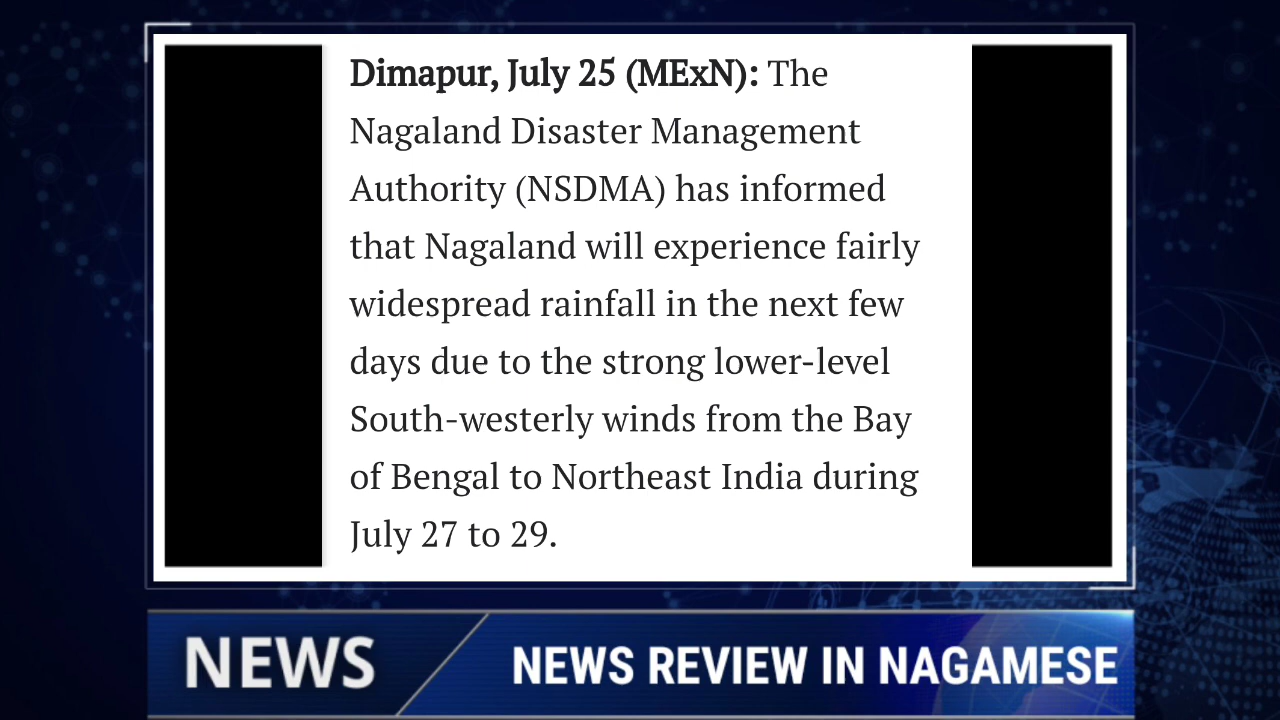 Dimapur, July 25 (MExN): The
Nagaland Disaster Management
Authority (NSDMA) has informed
that Nagaland will experience fairly
widespread rainfall in the next few
days due to the strong lower-level
South-westerly winds from the Bay
of Bengal to Northeast India during
July 27 to 29.
NEWS
NEWS REVIEW IN NAGAMESE